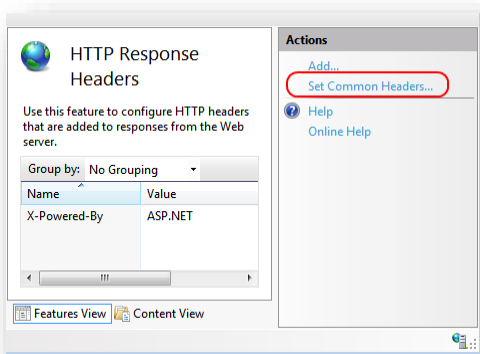 HTTP Response
Headers
Use this feature to configure HTTP headers
that are added to responses from the Web
server.
Group by: No Grouping
Name Value
X-Powered-By ASP.NET
Features View Content View
Actions
Add...
Set Common Headers...
Help
Online Help